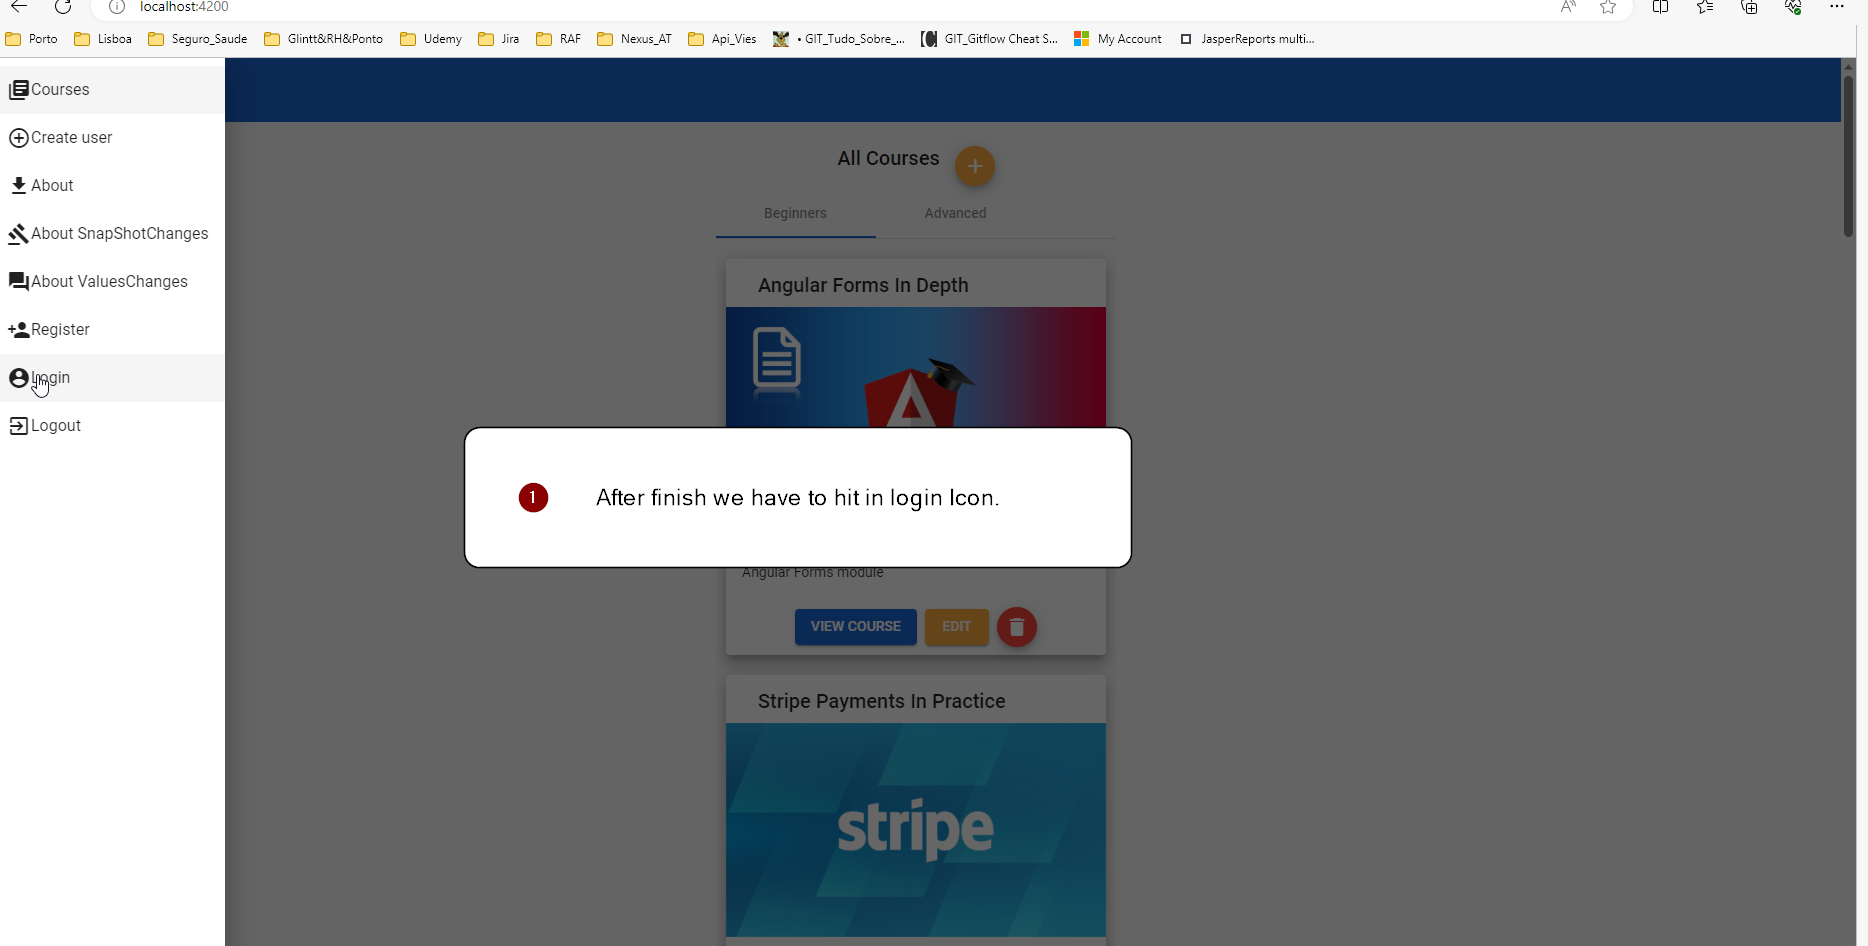 localhost:4200
Porto Lisboa Seguro_Saude Glintt&RH&Ponto Udemy Jira RAF Nexus_AT Api_Vies • GIT_Tudo_Sobre_... GIT_Gitflow Cheat S... My Account JasperReports multi...
Courses
Create user
About
About SnapShotChanges
About ValuesChanges
Register
Login
Logout
All Courses +
Beginners Advanced
Angular Forms In Depth
1 After finish we have to hit in login Icon.
Angular Forms module
VIEW COURSE EDIT
Stripe Payments In Practice
stripe